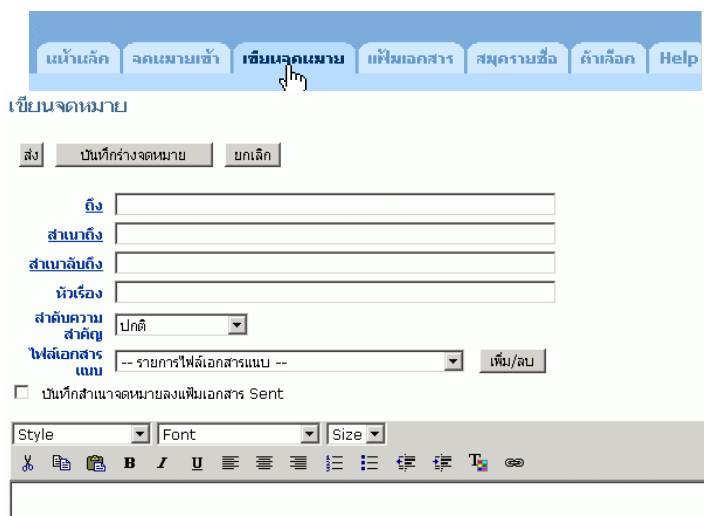 หน้าหลัก จดหมายเข้า เขียนจดหมาย แฟ้มเอกสาร สมุดรายชื่อ ตัวเลือก Help
เขียนจดหมาย
ส่ง บันทึกร่างจดหมาย ยกเลิก
ถึง
สำเนาถึง
สำเนาลับถึง
หัวเรื่อง
ลำดับความ
สำคัญ ปกติ
ไฟล์เอกสาร
แนบ -- รายการไฟล์เอกสารแนบ -- เพิ่ม/ลบ
บันทึกสำเนาจดหมายลงแฟ้มเอกสาร Sent
Style Font Size
B I U